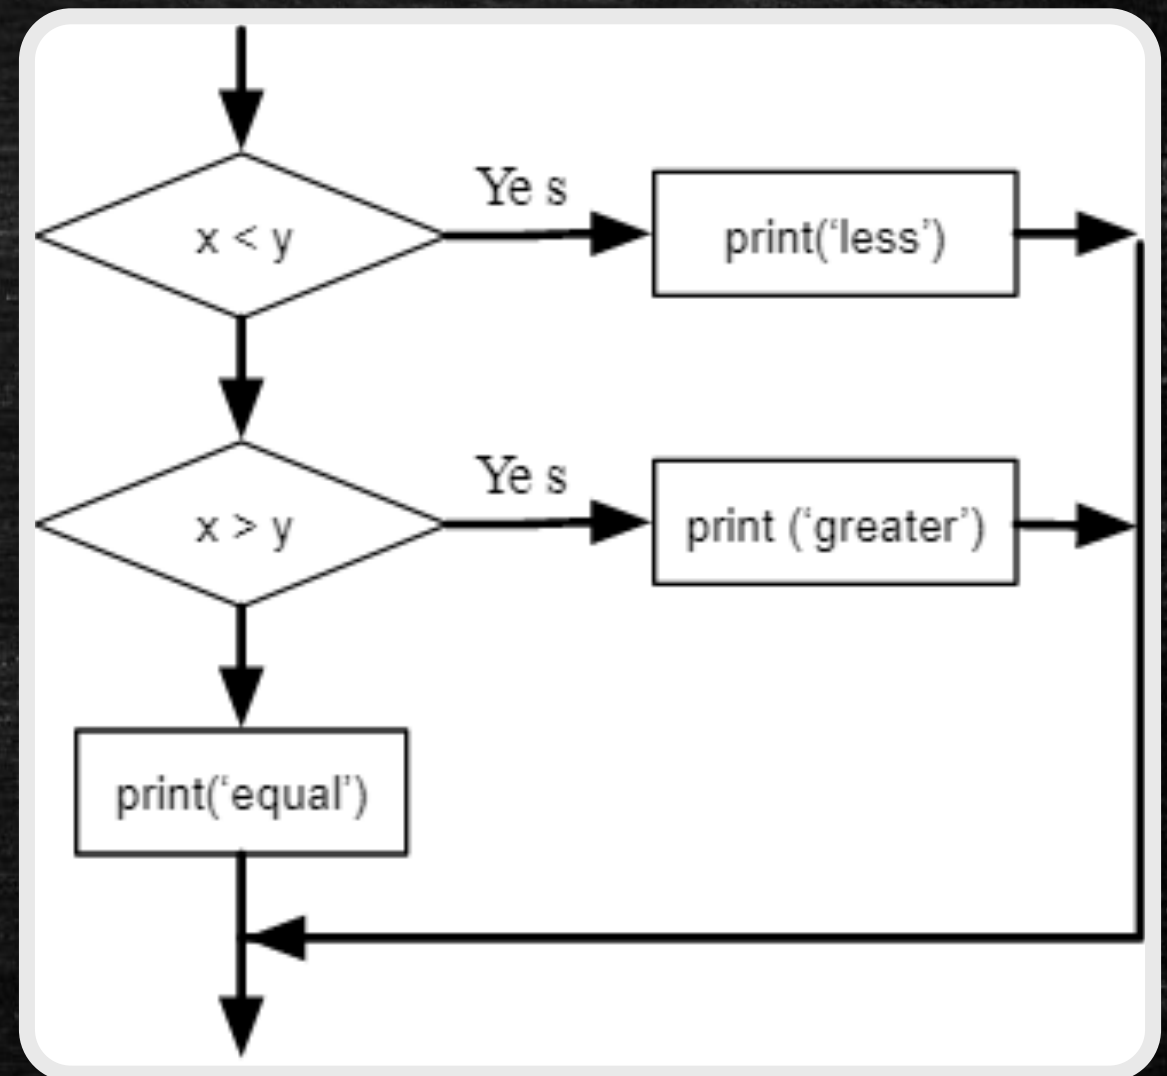 Ye s
x < y
print(‘less’)
Ye s
x > y
print (‘greater’)
print(‘equal’)